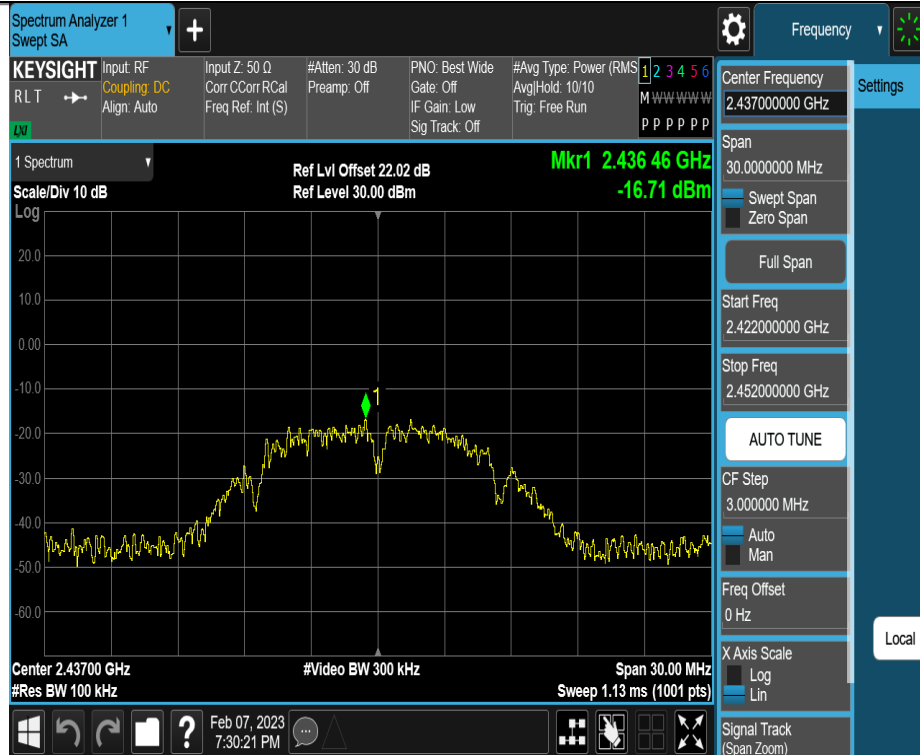 Spectrum Analyzer 1
Swept SA
Frequency
KEYSIGHT
R L T
LXI
Input: RF
Coupling: DC
Align: Auto
Input Z: 50 Ω
Corr CCorr RCal
Freq Ref: Int (S)
#Atten: 30 dB
Preamp: Off
PNO: Best Wide
Gate: Off
IF Gain: Low
Sig Track: Off
#Avg Type: Power (RMS
Avg|Hold: 10/10
Trig: Free Run
1 2 3 4 5 6
M W W W W W
P P P P P P
Center Frequency
2.437000000 GHz
Settings
Span
30.0000000 MHz
Swept Span
Zero Span
Full Span
Start Freq
2.422000000 GHz
Stop Freq
2.452000000 GHz
AUTO TUNE
CF Step
3.000000 MHz
Auto
Man
Freq Offset
0 Hz
X Axis Scale
Log
Lin
Local
Signal Track
(Span Zoom)
1 Spectrum
Scale/Div 10 dB
Ref Lvl Offset 22.02 dB
Ref Level 30.00 dBm
Mkr1 2.436 46 GHz
-16.71 dBm
Log
20.0
10.0
0.00
-10.0
-20.0
-30.0
-40.0
-50.0
-60.0
1
Center 2.43700 GHz
#Res BW 100 kHz
#Video BW 300 kHz
Span 30.00 MHz
Sweep 1.13 ms (1001 pts)
?
Feb 07, 2023
7:30:21 PM